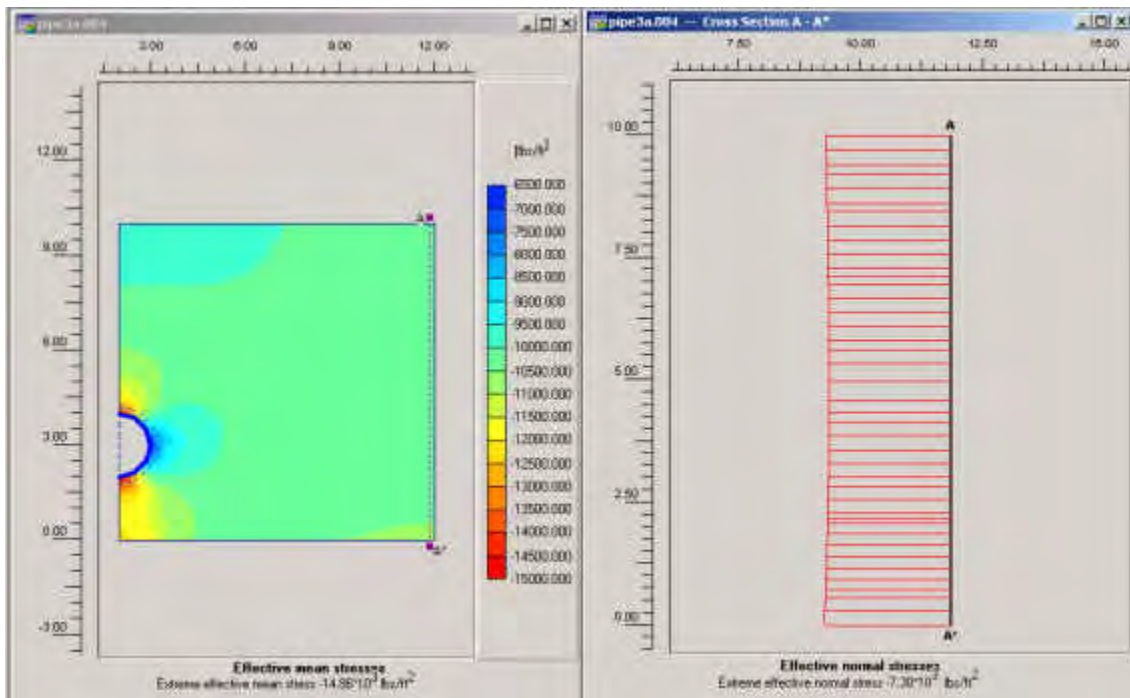 pipe3a.004
3.00 6.00 9.00 12.00
12.00
9.00
6.00
3.00
0.00
-3.00
[lbs/ft²]
-6500.000
-7000.000
-7500.000
-8000.000
-8500.000
-9000.000
-9500.000
-10000.000
-10500.000
-11000.000
-11500.000
-12000.000
-12500.000
-13000.000
-13500.000
-14000.000
-14500.000
-15000.000
A
A*
Effective mean stresses
Extreme effective mean stress -14.86*10³ lbs/ft²
pipe3a.004 --- Cross Section A - A*
7.50 10.00 12.50 15.00
10.00
7.50
5.00
2.50
0.00
A
A*
Effective normal stresses
Extreme effective normal stress -7.30*10³ lbs/ft²